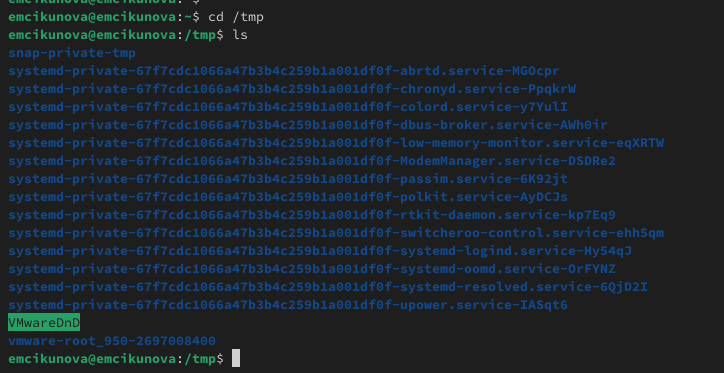 emcikunova@emcikunova:~$ cd /tmp
emcikunova@emcikunova:/tmp$ ls
snap-private-tmp
systemd-private-67f7cdc1066a47b3b4c259b1a001df0f-abrtd.service-MGOcpr
systemd-private-67f7cdc1066a47b3b4c259b1a001df0f-chronyd.service-PpqkrW
systemd-private-67f7cdc1066a47b3b4c259b1a001df0f-colord.service-y7YulI
systemd-private-67f7cdc1066a47b3b4c259b1a001df0f-dbus-broker.service-AWh0ir
systemd-private-67f7cdc1066a47b3b4c259b1a001df0f-low-memory-monitor.service-eqXRTW
systemd-private-67f7cdc1066a47b3b4c259b1a001df0f-ModemManager.service-DSDRe2
systemd-private-67f7cdc1066a47b3b4c259b1a001df0f-passim.service-6K92jt
systemd-private-67f7cdc1066a47b3b4c259b1a001df0f-polkit.service-AyDCJs
systemd-private-67f7cdc1066a47b3b4c259b1a001df0f-rtkit-daemon.service-kp7Eq9
systemd-private-67f7cdc1066a47b3b4c259b1a001df0f-switcheroo-control.service-ehh5qm
systemd-private-67f7cdc1066a47b3b4c259b1a001df0f-systemd-logind.service-Hy54qJ
systemd-private-67f7cdc1066a47b3b4c259b1a001df0f-systemd-oomd.service-OrFYNZ
systemd-private-67f7cdc1066a47b3b4c259b1a001df0f-systemd-resolved.service-6QjD2I
systemd-private-67f7cdc1066a47b3b4c259b1a001df0f-upower.service-IASqt6
VMwareDnD
vmware-root_950-2697008400
emcikunova@emcikunova:/tmp$